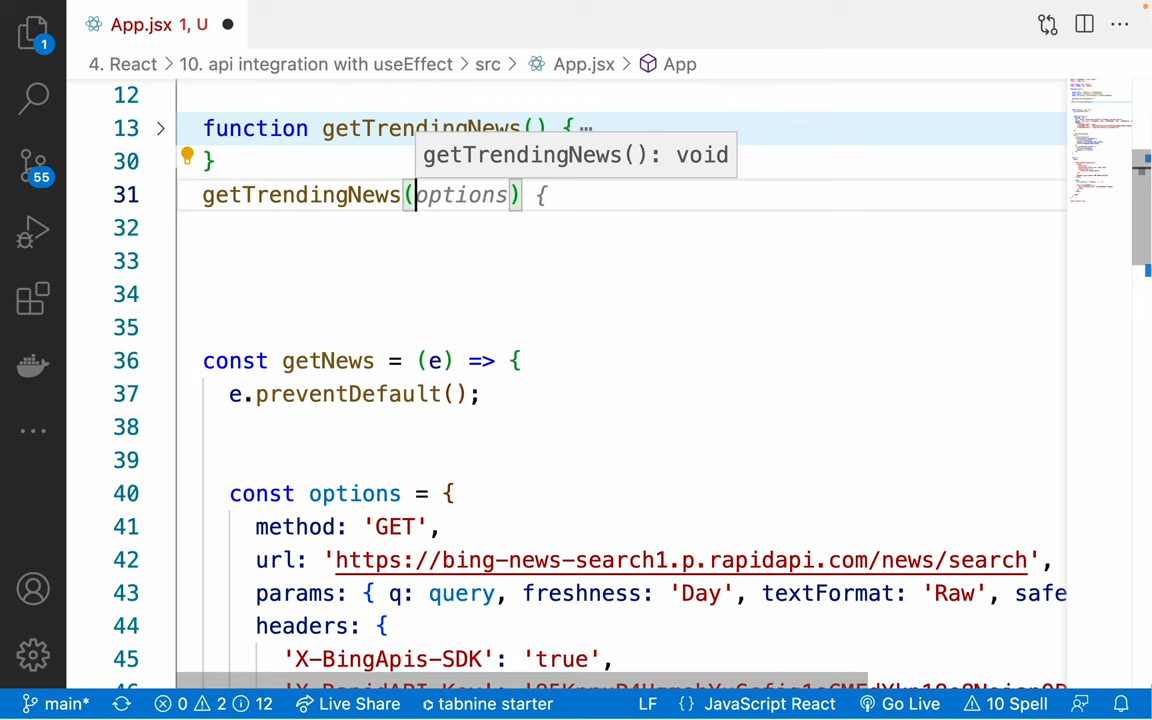 App.jsx 1, U
1
4. React > 10. api integration with useEffect > src > App.jsx > App
12
13 > function getTrendingNews() {…
getTrendingNews(): void
30 }
31 getTrendingNews(options) {
32
33
34
35
36 const getNews = (e) => {
37 e.preventDefault();
38
39
40 const options = {
41 method: 'GET',
42 url: 'https://bing-news-search1.p.rapidapi.com/news/search',
43 params: { q: query, freshness: 'Day', textFormat: 'Raw', safe
44 headers: {
45 'X-BingApis-SDK': 'true',
55
main* 0 2 12 Live Share tabnine starter LF {} JavaScript React Go Live 10 Spell